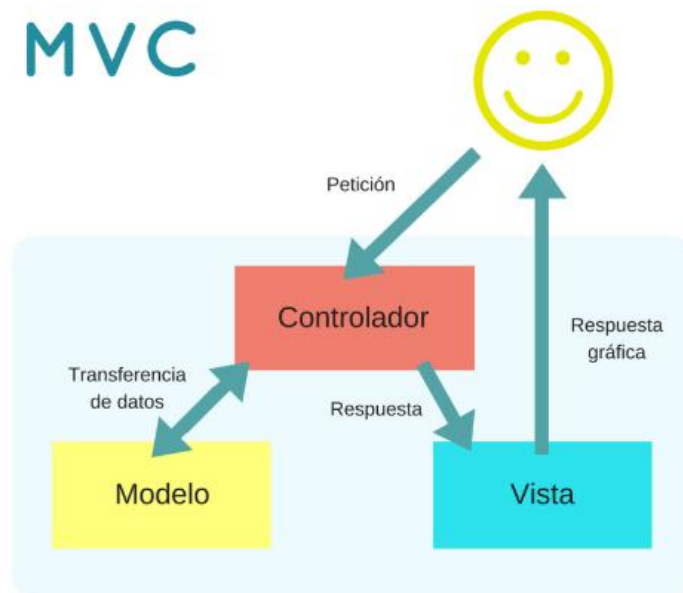 MVC
Petición
Controlador
Respuesta
gráfica
Transferencia
de datos
Respuesta
Modelo
Vista